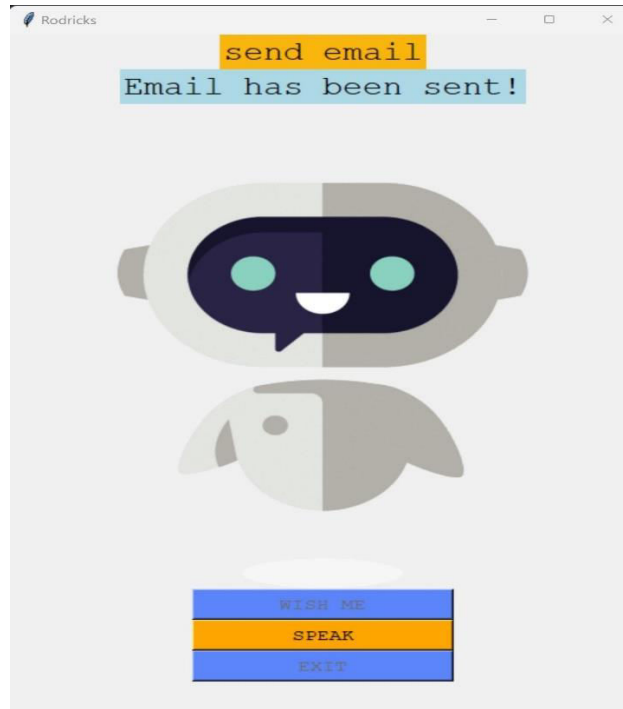 Rodricks
send email
Email has been sent!
WISH ME
SPEAK
EXIT